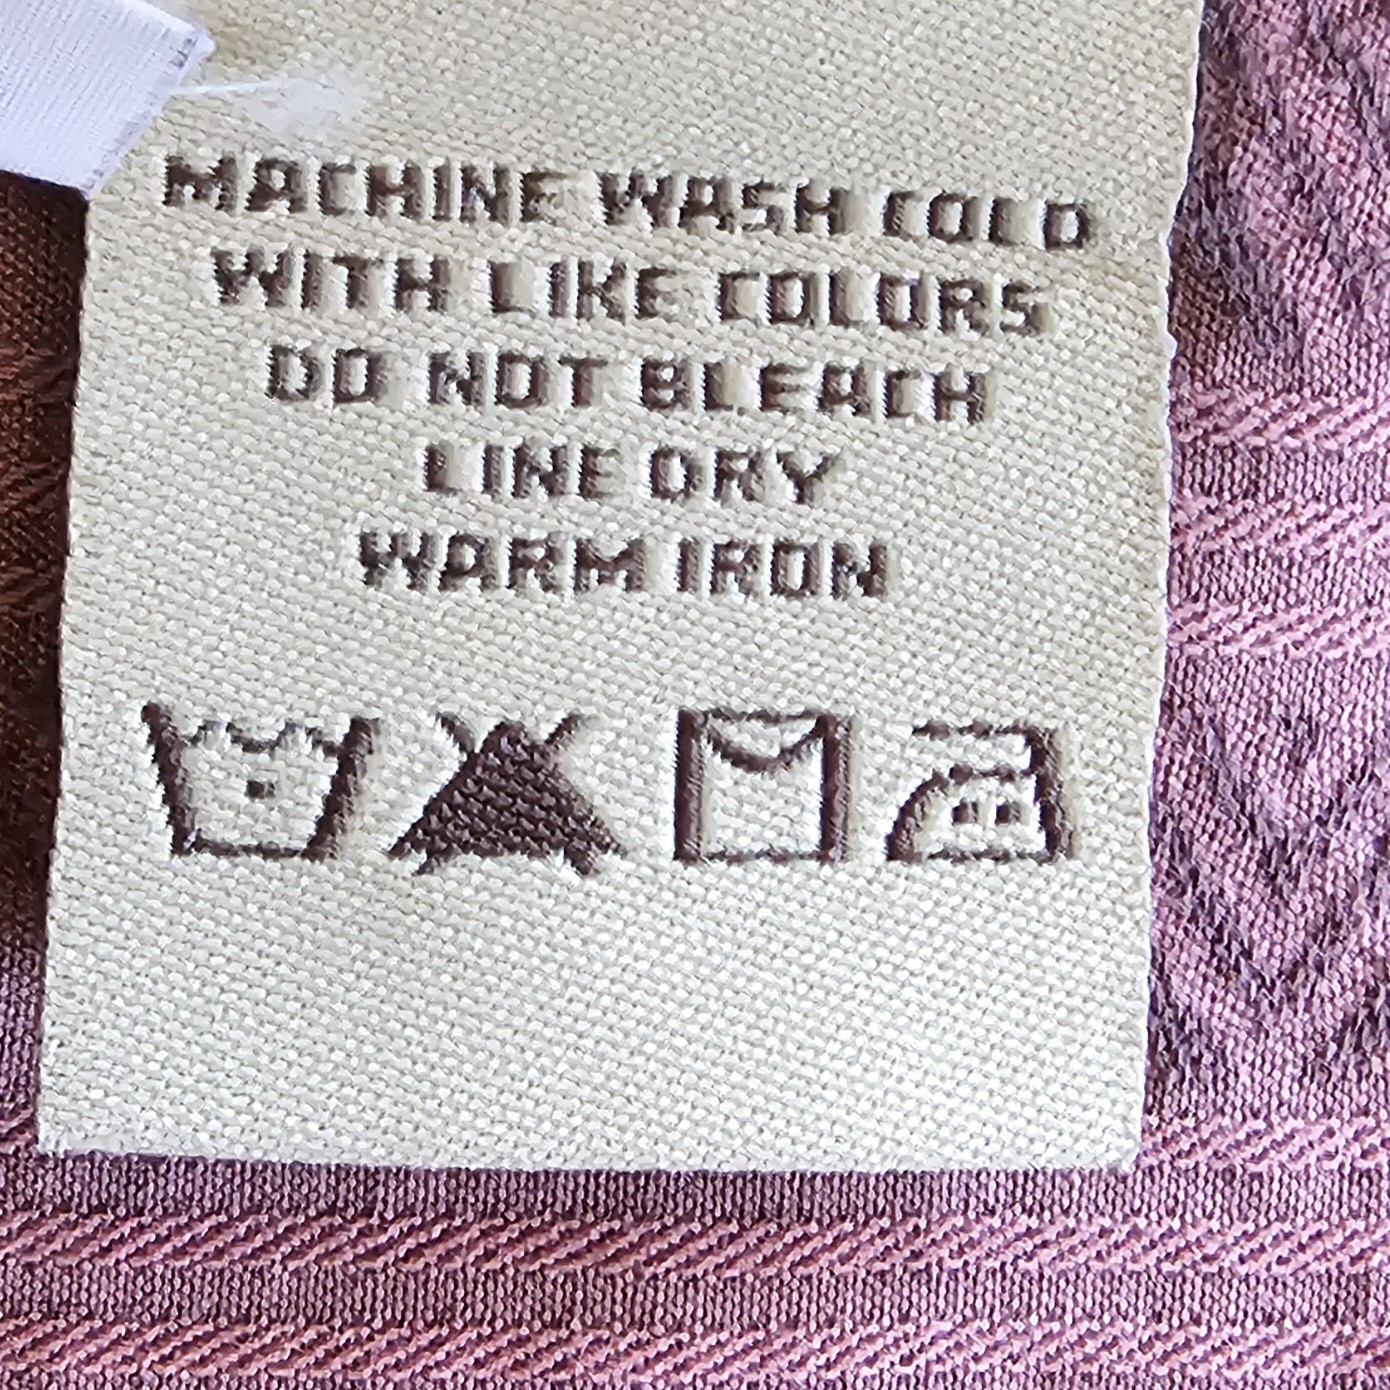 MACHINE WASH COLD
WITH LIKE COLORS
DO NOT BLEACH
LINE DRY
WARM IRON